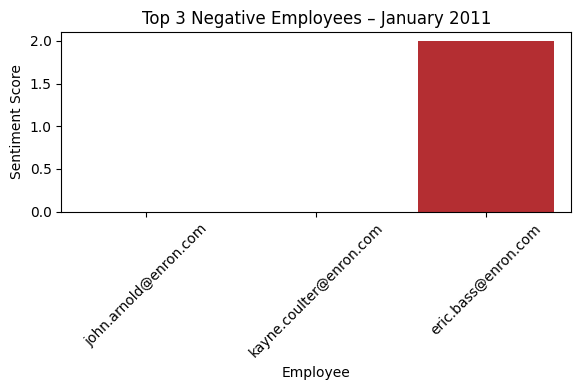 Top 3 Negative Employees – January 2011
Sentiment Score
2.0
1.5
1.0
0.5
0.0
john.arnold@enron.com
kayne.coulter@enron.com
eric.bass@enron.com
Employee